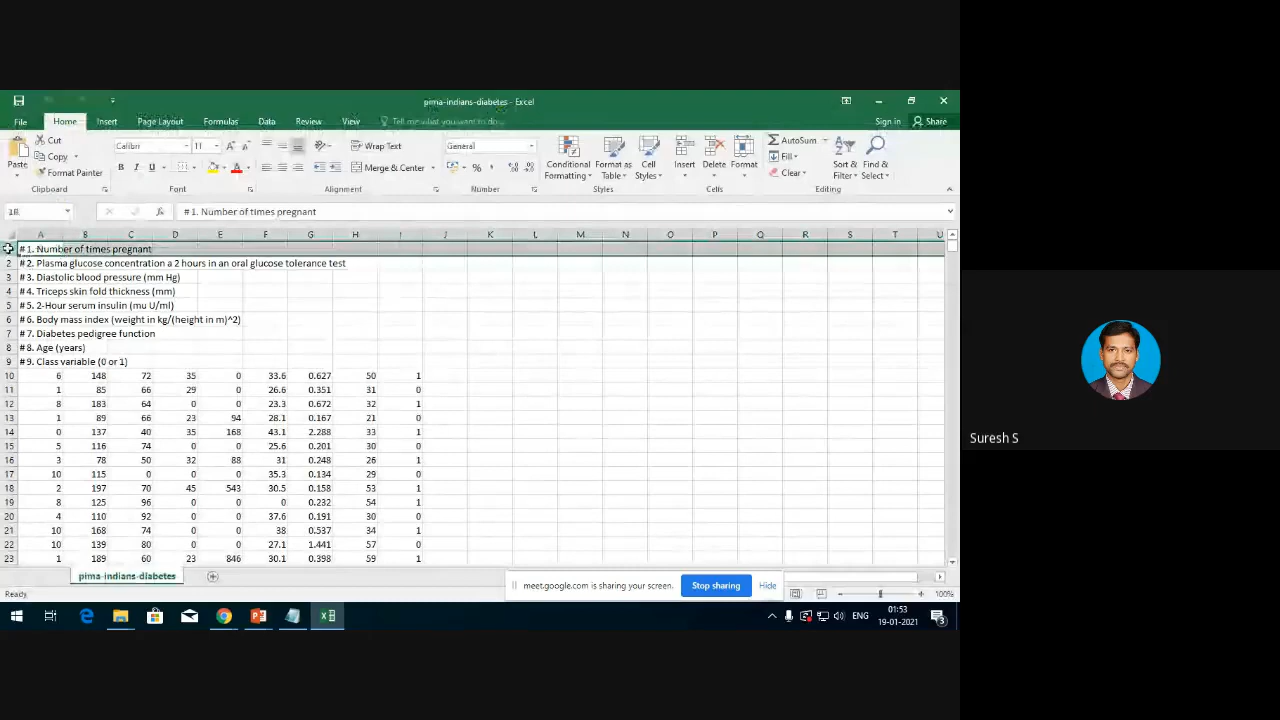 pima-indians-diabetes - Excel
File Home Insert Page Layout Formulas Data Review View Tell me what you want to do... Sign in Share
Cut
Copy
Format Painter
Paste
Clipboard
Calibri 11
B I U
Font
Wrap Text
Merge & Center
Alignment
General
Number
Conditional Formatting
Format as Table
Cell Styles
Styles
Insert Delete Format
Cells
AutoSum
Fill
Clear
Sort & Filter
Find & Select
Editing
1R # 1. Number of times pregnant
A B C D E F G H I J K L M N O P Q R S T U
# 1. Number of times pregnant
2 # 2. Plasma glucose concentration a 2 hours in an oral glucose tolerance test
3 # 3. Diastolic blood pressure (mm Hg)
4 # 4. Triceps skin fold thickness (mm)
5 # 5. 2-Hour serum insulin (mu U/ml)
6 # 6. Body mass index (weight in kg/(height in m)^2)
7 # 7. Diabetes pedigree function
8 # 8. Age (years)
9 # 9. Class variable (0 or 1)
10 6 148 72 35 0 33.6 0.627 50 1
11 1 85 66 29 0 26.6 0.351 31 0
12 8 183 64 0 0 23.3 0.672 32 1
13 1 89 66 23 94 28.1 0.167 21 0
14 0 137 40 35 168 43.1 2.288 33 1
15 5 116 74 0 0 25.6 0.201 30 0
16 3 78 50 32 88 31 0.248 26 1
17 10 115 0 0 0 35.3 0.134 29 0
18 2 197 70 45 543 30.5 0.158 53 1
19 8 125 96 0 0 0 0.232 54 1
20 4 110 92 0 0 37.6 0.191 30 0
21 10 168 74 0 0 38 0.537 34 1
22 10 139 80 0 0 27.1 1.441 57 0
23 1 189 60 23 846 30.1 0.398 59 1
pima-indians-diabetes
meet.google.com is sharing your screen. Stop sharing Hide
Ready
100%
ENG
01:53
19-01-2021
3
Suresh S